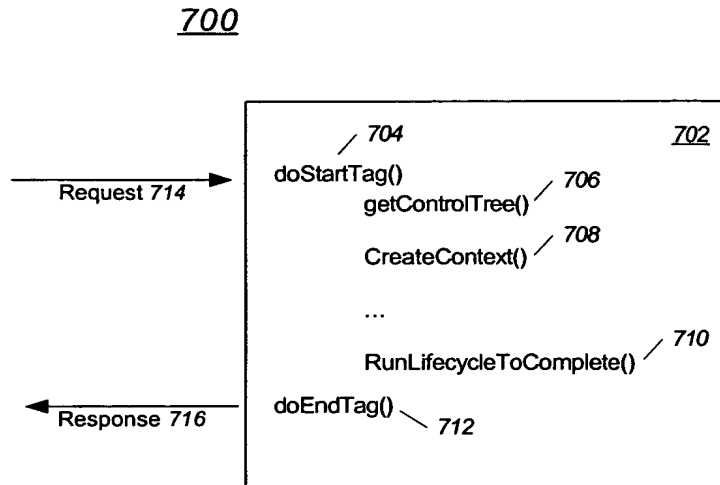 700
704
702
doStartTag()
Request 714
706
getControlTree()
708
CreateContext()
...
710
RunLifecycleToComplete()
doEndTag()
Response 716
712